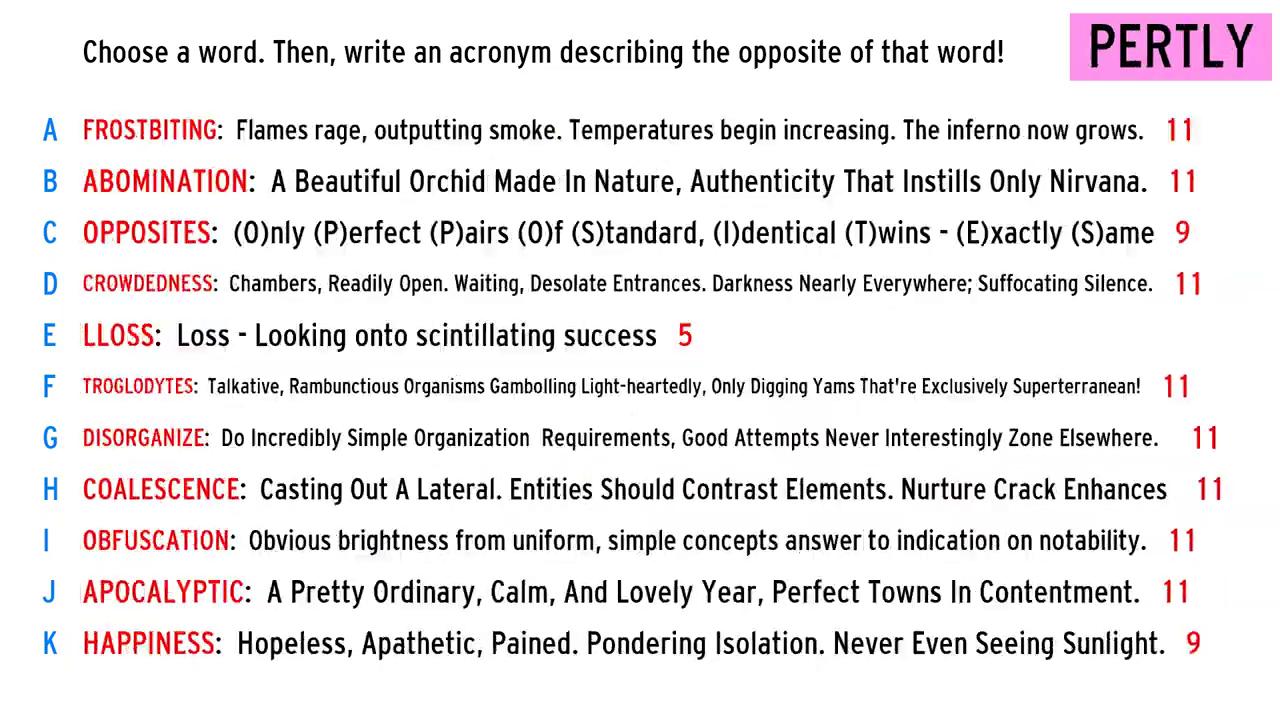 Choose a word. Then, write an acronym describing the opposite of that word!
PERTLY
A FROSTBITING: Flames rage, outputting smoke. Temperatures begin increasing. The inferno now grows. 11
B ABOMINATION: A Beautiful Orchid Made In Nature, Authenticity That Instills Only Nirvana. 11
C OPPOSITES: (O)nly (P)erfect (P)airs (O)f (S)tandard, (I)dentical (T)wins - (E)xactly (S)ame 9
D CROWDEDNESS: Chambers, Readily Open. Waiting, Desolate Entrances. Darkness Nearly Everywhere; Suffocating Silence. 11
E LLOSS: Loss - Looking onto scintillating success 5
F TROGLODYTES: Talkative, Rambunctious Organisms Gambolling Light-heartedly, Only Digging Yams That're Exclusively Superterranean! 11
G DISORGANIZE: Do Incredibly Simple Organization Requirements, Good Attempts Never Interestingly Zone Elsewhere. 11
H COALESCENCE: Casting Out A Lateral. Entities Should Contrast Elements. Nurture Crack Enhances 11
I OBFUSCATION: Obvious brightness from uniform, simple concepts answer to indication on notability. 11
J APOCALYPTIC: A Pretty Ordinary, Calm, And Lovely Year, Perfect Towns In Contentment. 11
K HAPPINESS: Hopeless, Apathetic, Pained. Pondering Isolation. Never Even Seeing Sunlight. 9